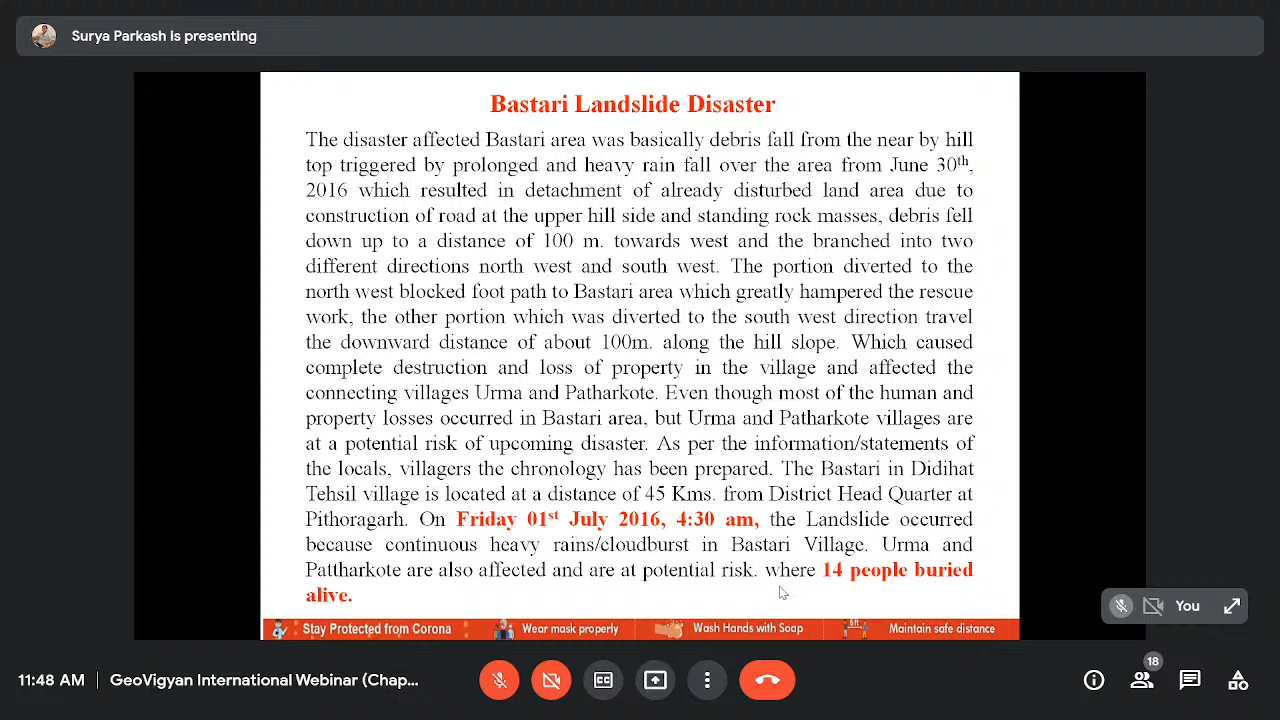 Surya Parkash is presenting
Bastari Landslide Disaster
The disaster affected Bastari area was basically debris fall from the near by hill
top triggered by prolonged and heavy rain fall over the area from June 30th,
2016 which resulted in detachment of already disturbed land area due to
construction of road at the upper hill side and standing rock masses, debris fell
down up to a distance of 100 m. towards west and the branched into two
different directions north west and south west. The portion diverted to the
north west blocked foot path to Bastari area which greatly hampered the rescue
work, the other portion which was diverted to the south west direction travel
the downward distance of about 100m. along the hill slope. Which caused
complete destruction and loss of property in the village and affected the
connecting villages Urma and Patharkote. Even though most of the human and
property losses occurred in Bastari area, but Urma and Patharkote villages are
at a potential risk of upcoming disaster. As per the information/statements of
the locals, villagers the chronology has been prepared. The Bastari in Didihat
Tehsil village is located at a distance of 45 Kms. from District Head Quarter at
Pithoragarh. On Friday 01st July 2016, 4:30 am, the Landslide occurred
because continuous heavy rains/cloudburst in Bastari Village. Urma and
Pattharkote are also affected and are at potential risk. where 14 people buried
alive.
Stay Protected from Corona Wear mask properly Wash Hands with Soap 6ft Maintain safe distance
You
11:48 AM | GeoVigyan International Webinar (Chap...
18